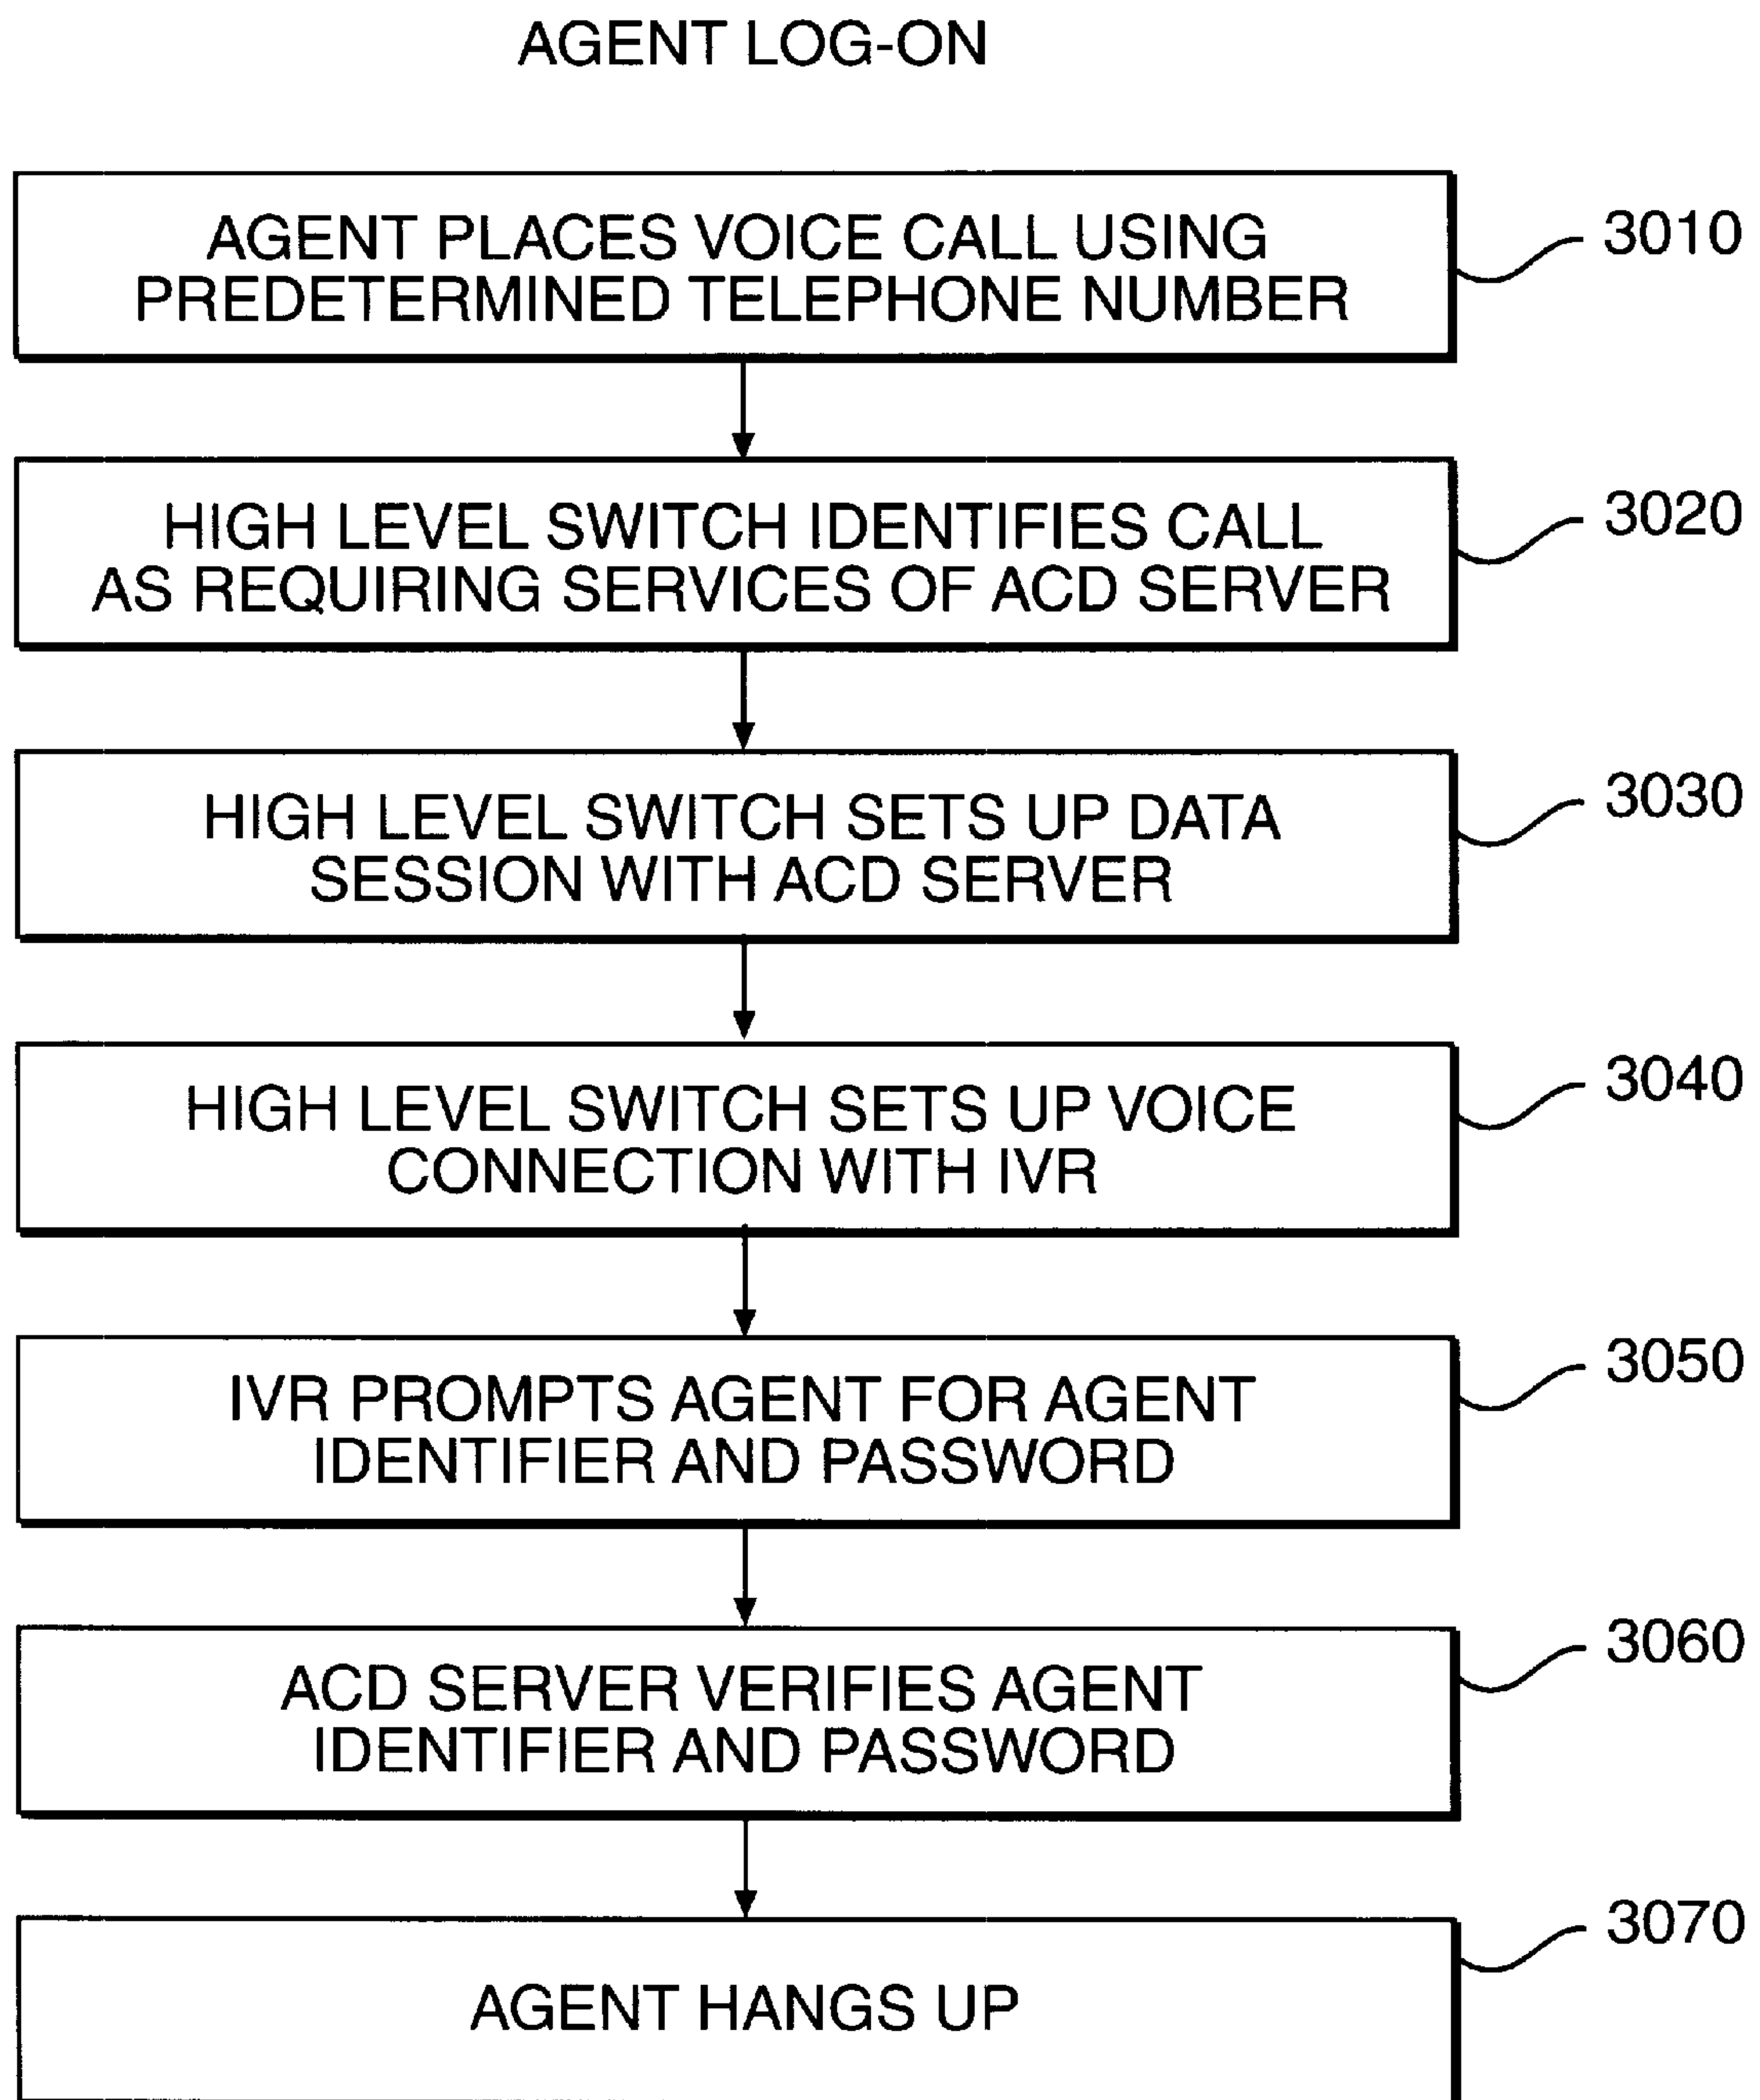 AGENT LOG-ON
AGENT PLACES VOICE CALL USING
PREDETERMINED TELEPHONE NUMBER
3010
HIGH LEVEL SWITCH IDENTIFIES CALL
AS REQUIRING SERVICES OF ACD SERVER
3020
HIGH LEVEL SWITCH SETS UP DATA
SESSION WITH ACD SERVER
3030
HIGH LEVEL SWITCH SETS UP VOICE
CONNECTION WITH IVR
3040
IVR PROMPTS AGENT FOR AGENT
IDENTIFIER AND PASSWORD
3050
ACD SERVER VERIFIES AGENT
IDENTIFIER AND PASSWORD
3060
AGENT HANGS UP
3070